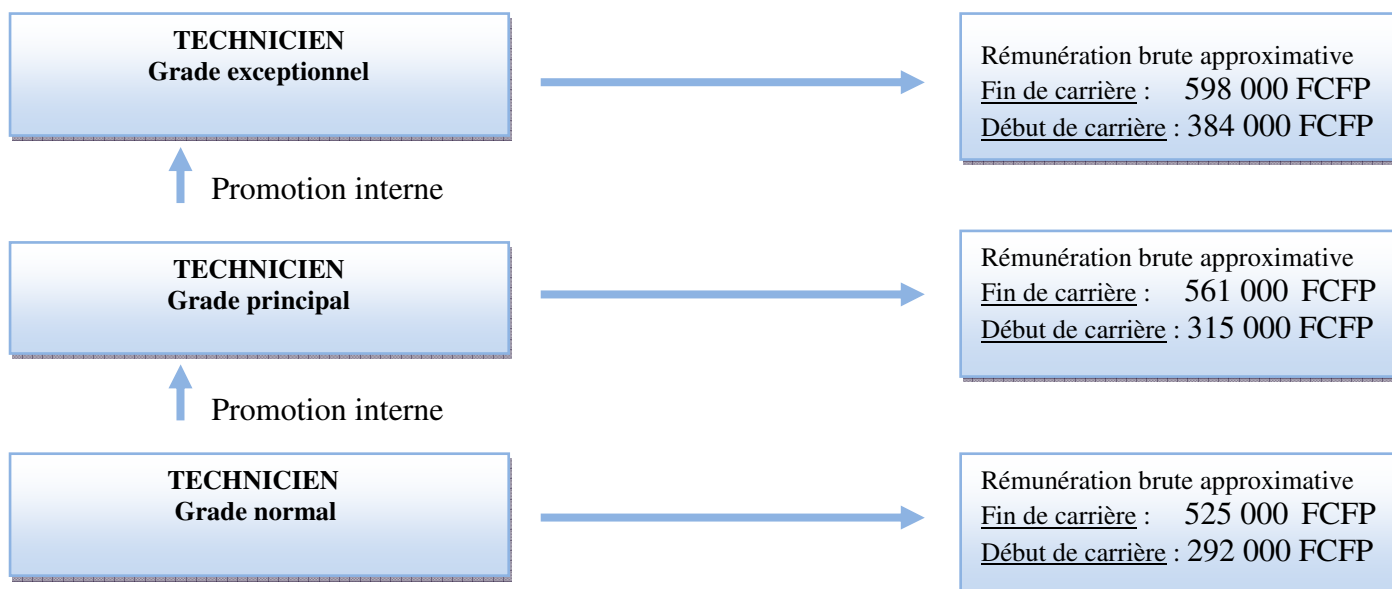 TECHNICIEN
Grade exceptionnel
Rémunération brute approximative
Fin de carrière : 598 000 FCFP
Début de carrière : 384 000 FCFP
Promotion interne
TECHNICIEN
Grade principal
Rémunération brute approximative
Fin de carrière : 561 000 FCFP
Début de carrière : 315 000 FCFP
Promotion interne
TECHNICIEN
Grade normal
Rémunération brute approximative
Fin de carrière : 525 000 FCFP
Début de carrière : 292 000 FCFP